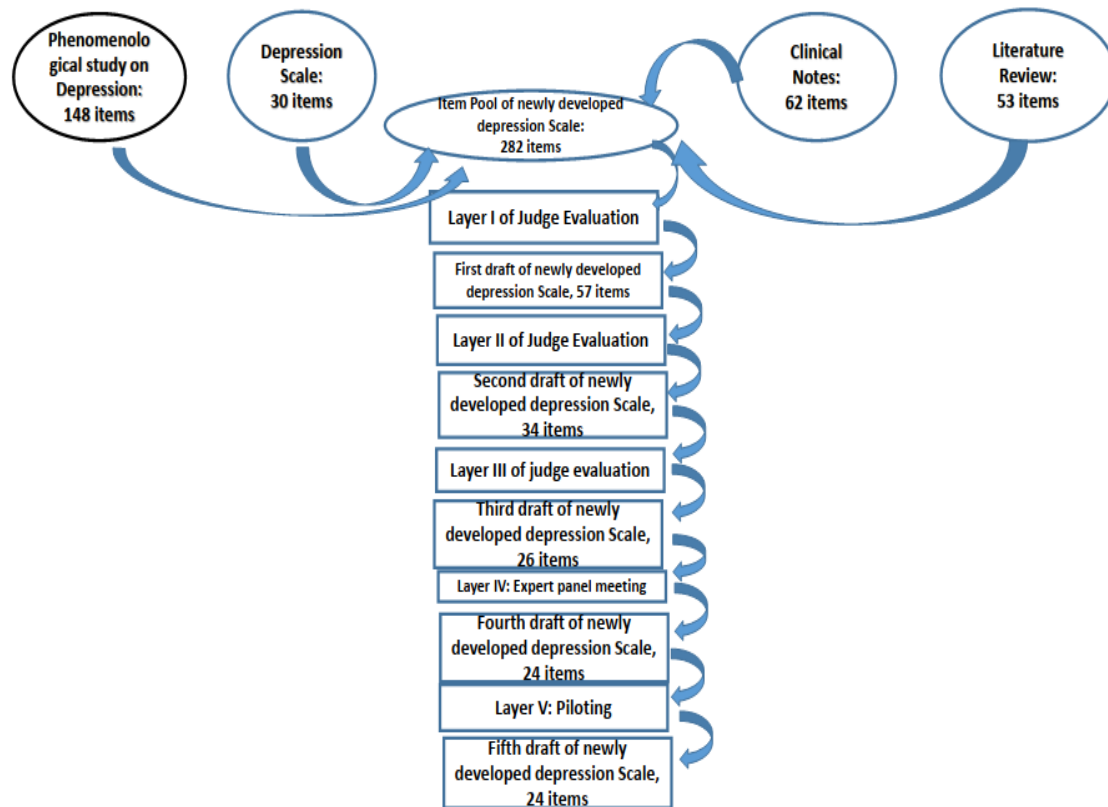 Phenomenolo
gical study on
Depression:
148 items
Depression
Scale:
30 items
Clinical
Notes:
62 items
Literature
Review:
53 items
Item Pool of newly developed
depression Scale:
282 items
Layer I of Judge Evaluation
First draft of newly developed
depression Scale, 57 items
Layer II of Judge Evaluation
Second draft of newly
developed depression Scale,
34 items
Layer III of judge evaluation
Third draft of newly
developed depression Scale,
26 items
Layer IV: Expert panel meeting
Fourth draft of newly
developed depression Scale,
24 items
Layer V: Piloting
Fifth draft of newly
developed depression Scale,
24 items